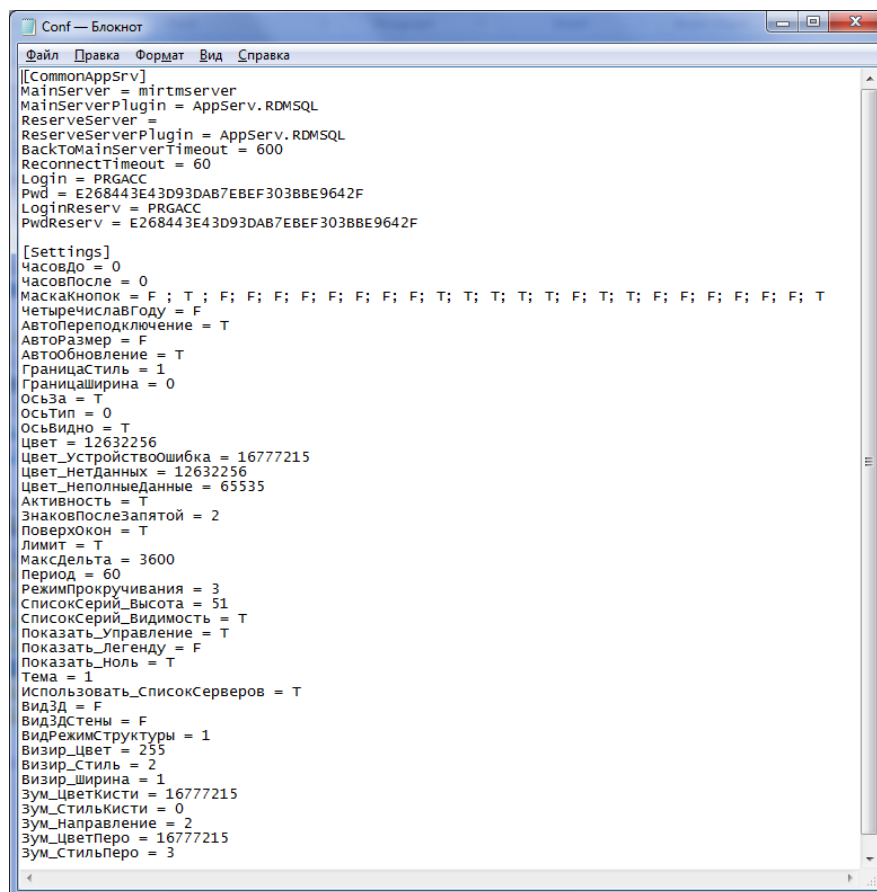 Conf — Блокнот
Файл Правка Формат Вид Справка
[CommonAppSrv]
MainServer = mirtmserver
MainServerPlugin = AppServ.RDMSQL
ReserveServer =
ReserveServerPlugin = AppServ.RDMSQL
BackToMainServerTimeout = 600
ReconnectTimeout = 60
Login = PRGACC
Pwd = E268443E43D93DAB7EBEF303BBE9642F
LoginReserv = PRGACC
PwdReserv = E268443E43D93DAB7EBEF303BBE9642F
[Settings]
ЧасовДо = 0
ЧасовПосле = 0
МаскаКнопок = F ; T ; F; F; F; F; F; F; F; F; T; T; T; T; T; F; T; T; F; F; F; F; F; F; T
ЧетыреЧислаВГоду = F
АвтоПереподключение = T
АвтоРазмер = F
АвтоОбновление = T
ГраницаСтиль = 1
ГраницаШирина = 0
ОсьЗа = T
ОсьТип = 0
ОсьВидно = T
Цвет = 12632256
Цвет_УстройствоОшибка = 16777215
Цвет_НетДанных = 12632256
Цвет_НеполныеДанные = 65535
Активность = T
ЗнаковПослеЗапятой = 2
ПоверхОкон = T
Лимит = T
МаксДельта = 3600
Период = 60
РежимПрокручивания = 3
СписокСерий_Высота = 51
СписокСерий_Видимость = T
Показать_Управление = T
Показать_Легенду = F
Показать_Ноль = T
Тема = 1
Использовать_СписокСерверов = T
Вид3Д = F
Вид3ДСтены = F
ВидРежимСтруктуры = 1
Визир_Цвет = 255
Визир_Стиль = 2
Визир_Ширина = 1
Зум_ЦветКисти = 16777215
Зум_СтильКисти = 0
Зум_Направление = 2
Зум_ЦветПеро = 16777215
Зум_СтильПеро = 3